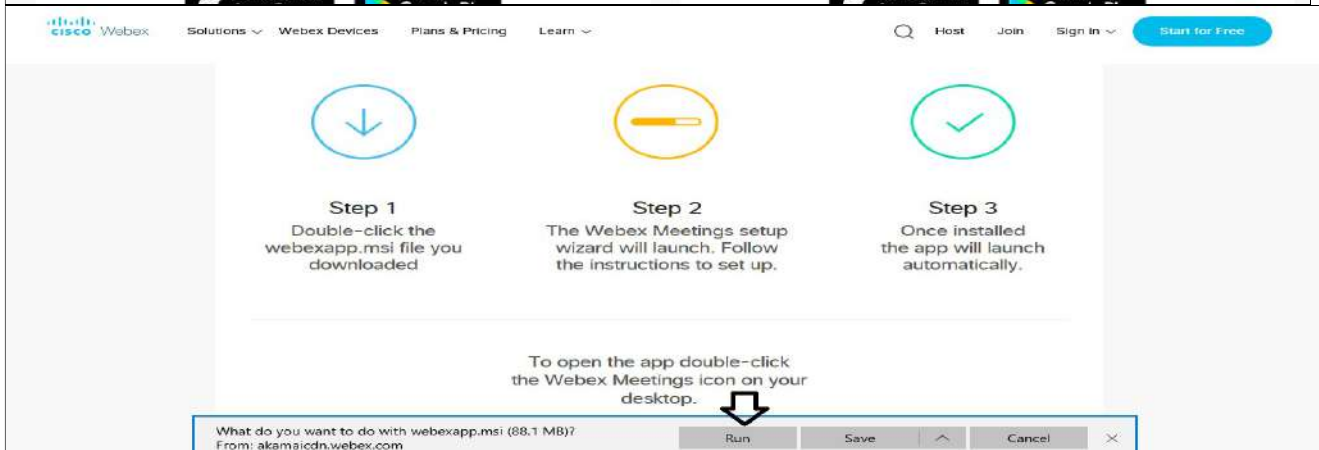 cisco Webex Solutions Webex Devices Plans & Pricing Learn Host Join Sign in Start for Free
Step 1
Double-click the
webexapp.msi file you
downloaded
Step 2
The Webex Meetings setup
wizard will launch. Follow
the instructions to set up.
Step 3
Once installed
the app will launch
automatically.
To open the app double-click
the Webex Meetings icon on your
desktop.
What do you want to do with webexapp.msi (88.1 MB)?
From: akamaicdn.webex.com
Run Save Cancel